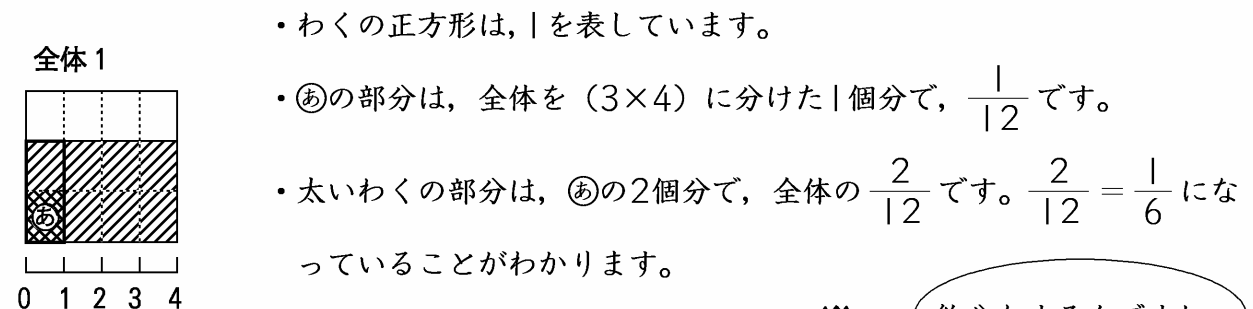 ・わくの正方形は, 1を表しています。
全体 1
・㋐の部分は, 全体を (3×4) に分けた1個分で, 1/12 です。
・太いわくの部分は, あの2個分で, 全体の 2/12 です。2/12 = 1/6 にな
っていることがわかります。
あ
0 1 2 3 4